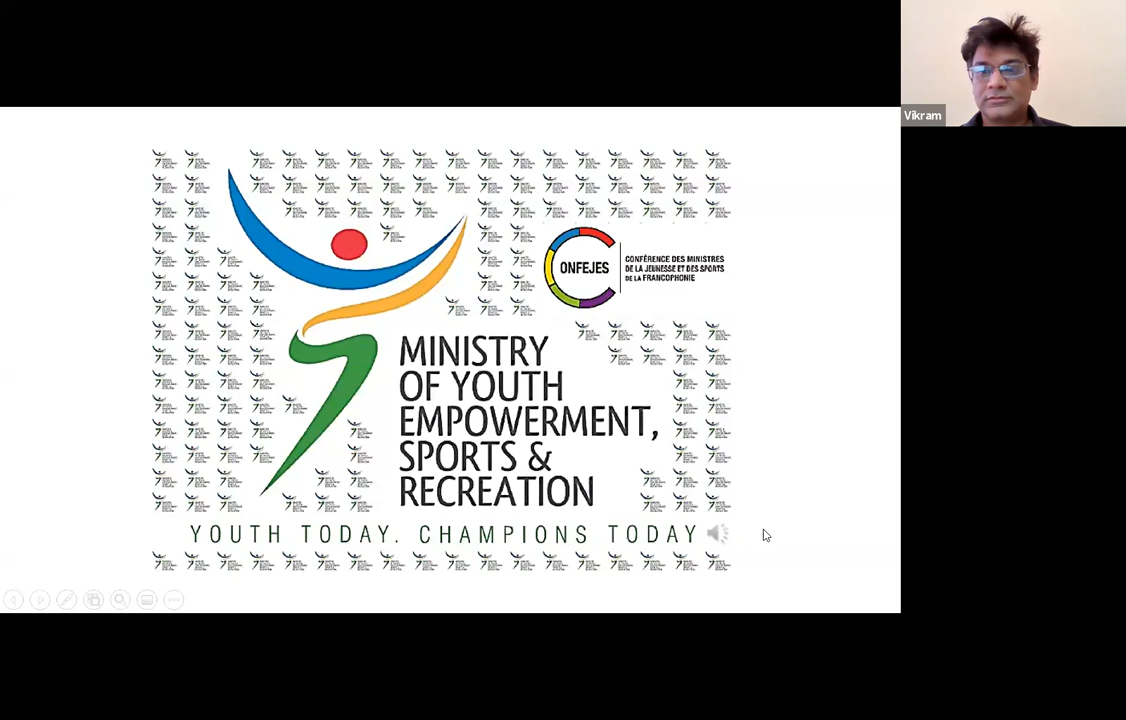 Vikram
ONFEJES
CONFÉRENCE DES MINISTRES
DE LA JEUNESSE ET DES SPORTS
DE LA FRANCOPHONIE
MINISTRY
OF YOUTH
EMPOWERMENT,
SPORTS &
RECREATION
YOUTH TODAY. CHAMPIONS TODAY